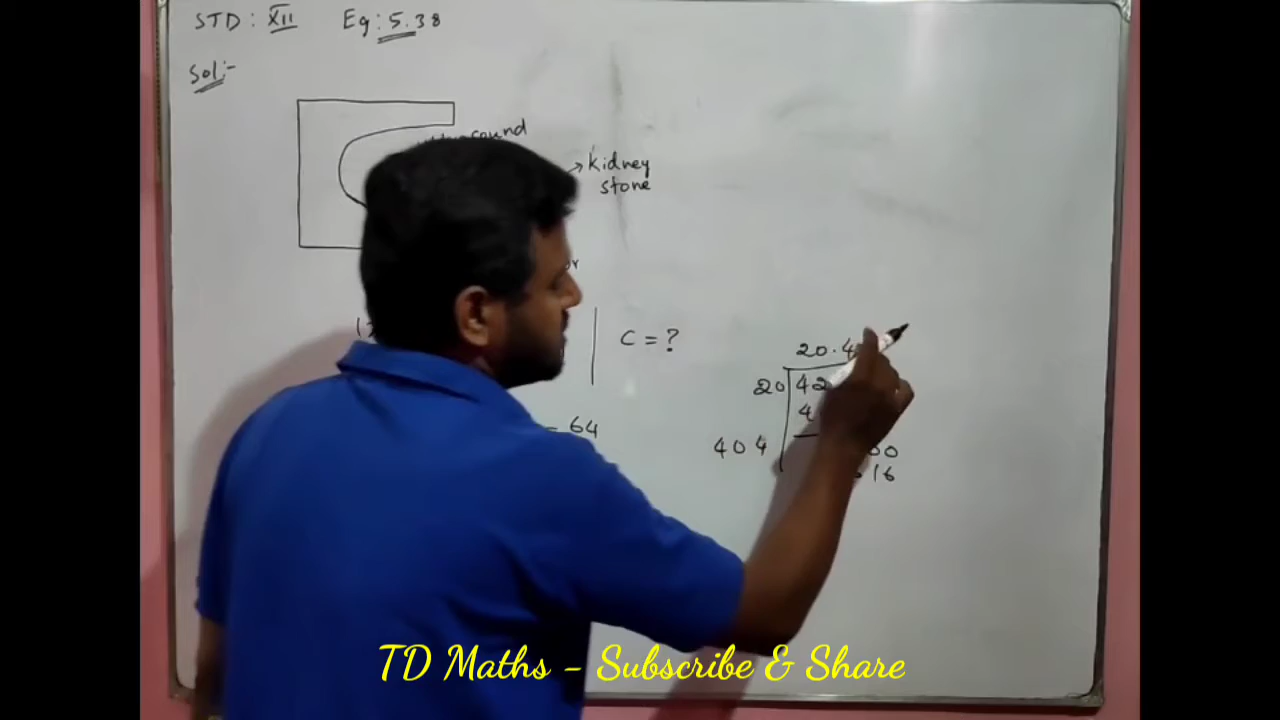 STD : XII Eg : 5.38
Sol:-
kidney
stone
C = ?
= 64
20.4
20 42
4
404 00
16
TD Maths - Subscribe & Share